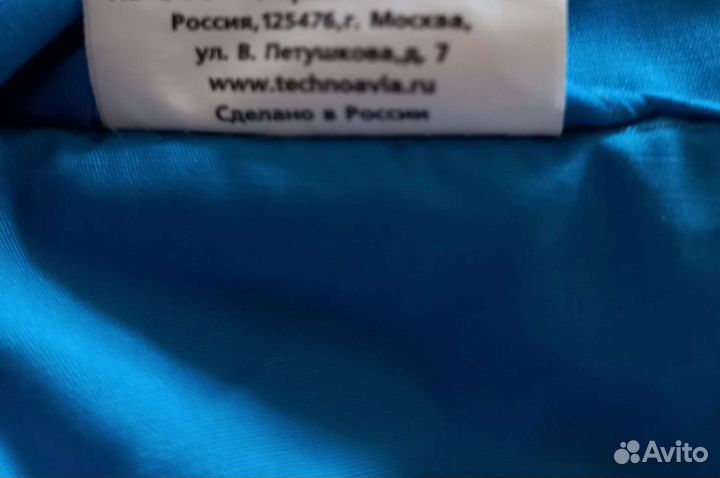 Россия,125476,г. Москва,
ул. В. Петушкова,д. 7
www.technoavia.ru
Сделано в России
Avito